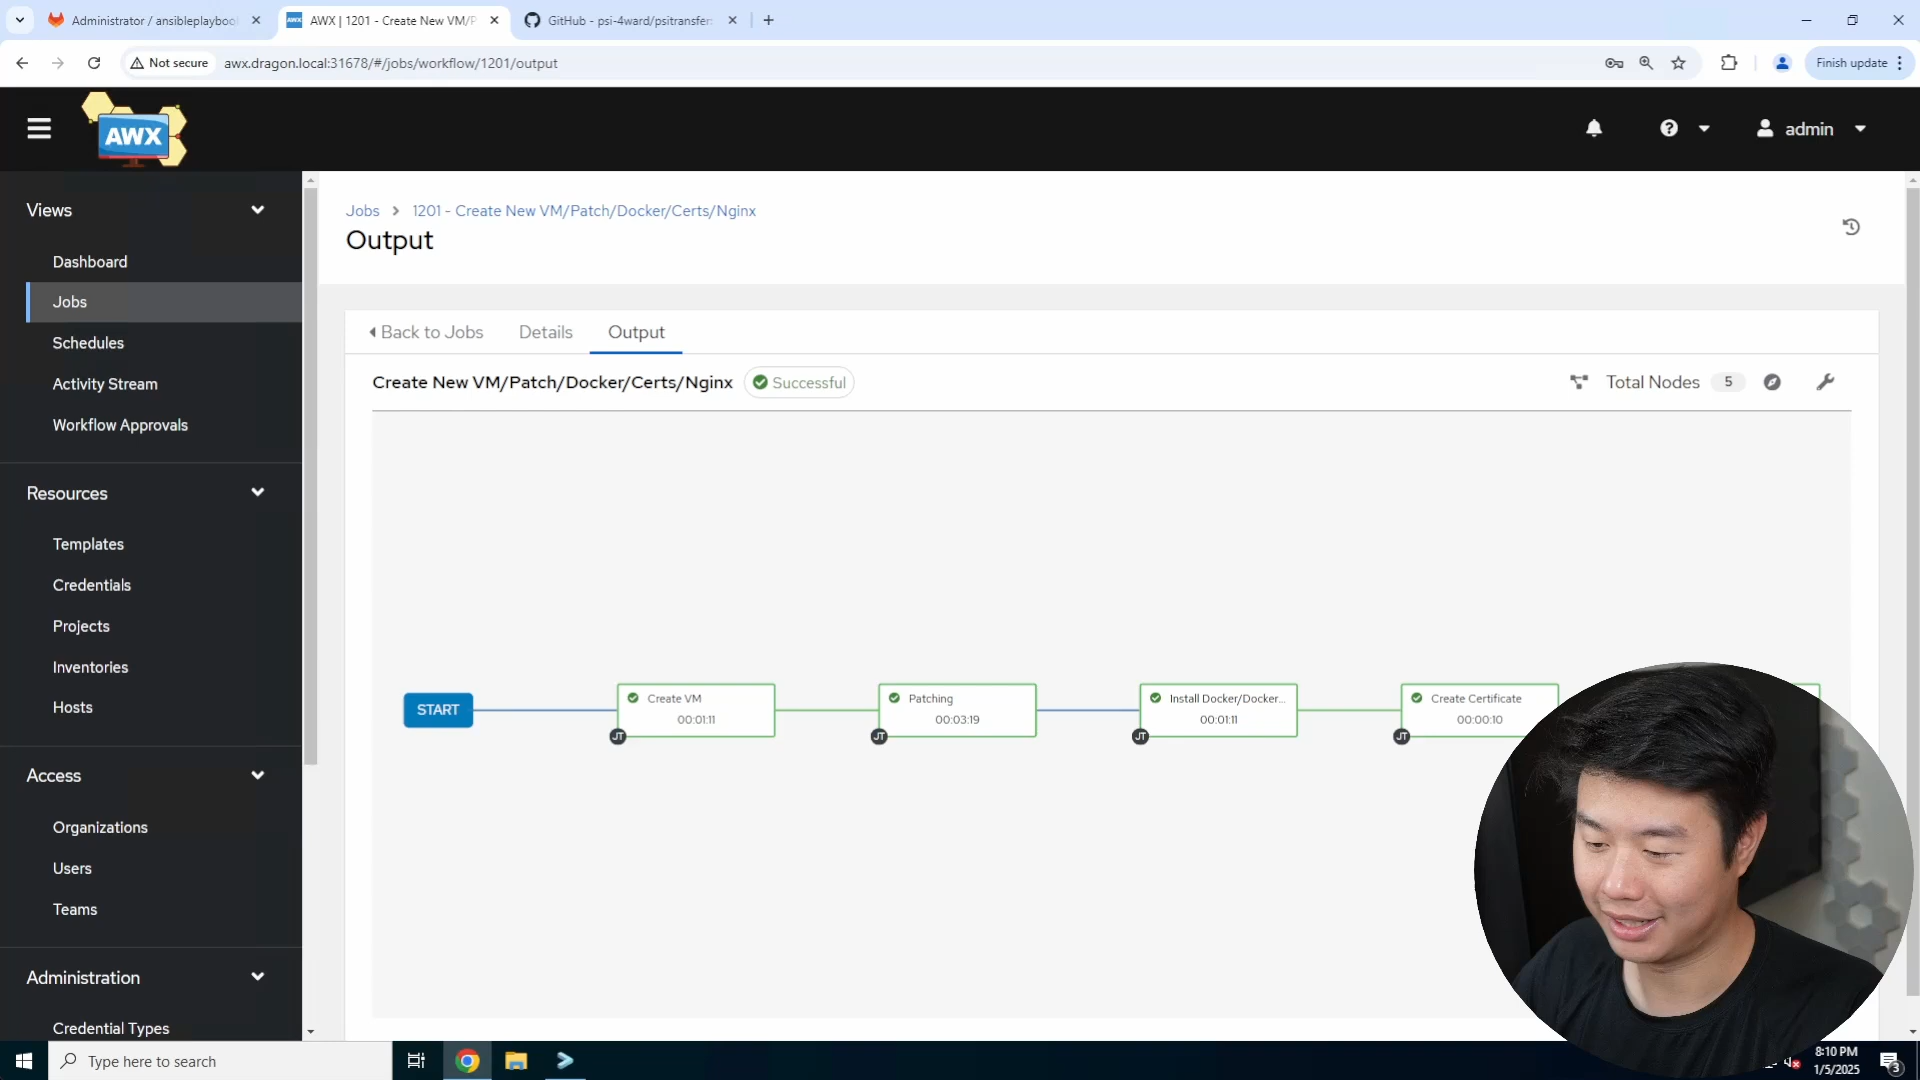 Administrator / ansibleplaybook
AWX | 1201 - Create New VM/P
GitHub - psi-4ward/psitransfer
Not secure
awx.dragon.local:31678/#/jobs/workflow/1201/output
Finish update
AWX
admin
Views
Dashboard
Jobs
Schedules
Activity Stream
Workflow Approvals
Resources
Templates
Credentials
Projects
Inventories
Hosts
Access
Organizations
Users
Teams
Administration
Credential Types
Jobs > 1201 - Create New VM/Patch/Docker/Certs/Nginx
Output
Back to Jobs
Details
Output
Create New VM/Patch/Docker/Certs/Nginx
Successful
Total Nodes 5
START
Create VM
00:01:11
JT
Patching
00:03:19
JT
Install Docker/Docker...
00:01:11
JT
Create Certificate
00:00:10
JT
Type here to search
8:10 PM
1/5/2025
3